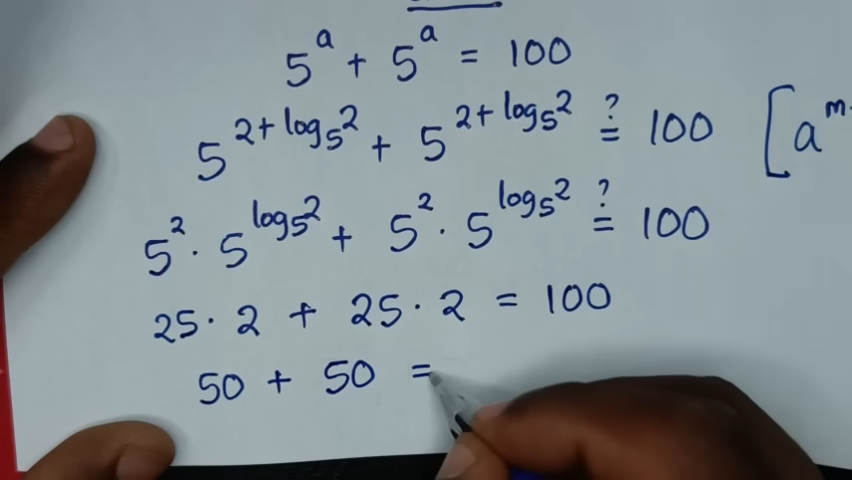 5^a + 5^a = 100
5^{2+log_5 2} + 5^{2+log_5 2} ?= 100 [a^m
5^2 · 5^{log_5 2} + 5^2 · 5^{log_5 2} ?= 100
25 · 2 + 25 · 2 = 100
50 + 50 =